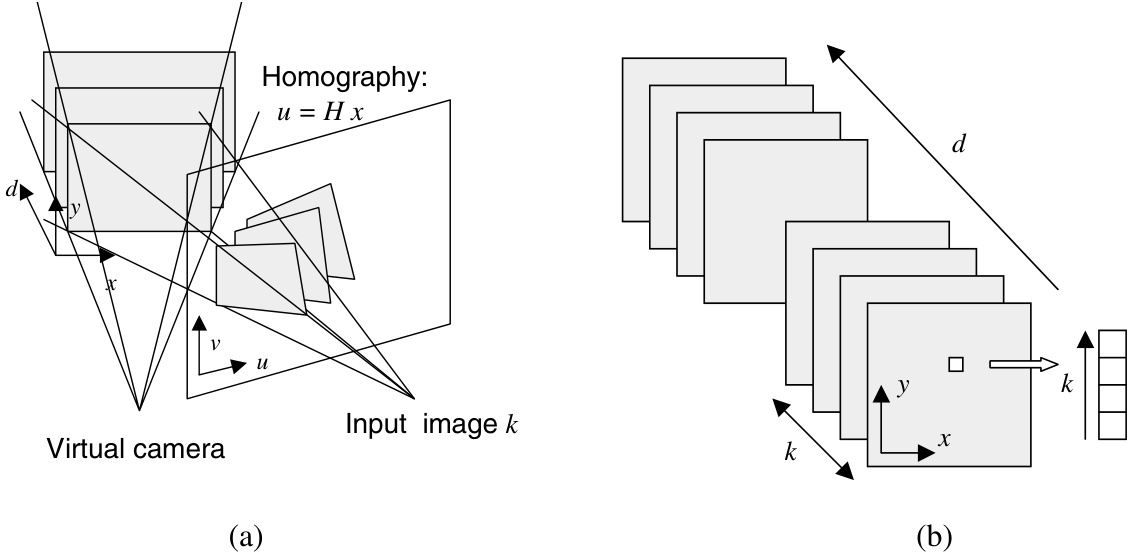 Homography:
u = H x
d
y
x
v
u
Virtual camera
Input image k
(a)
d
k
y
x
k
(b)